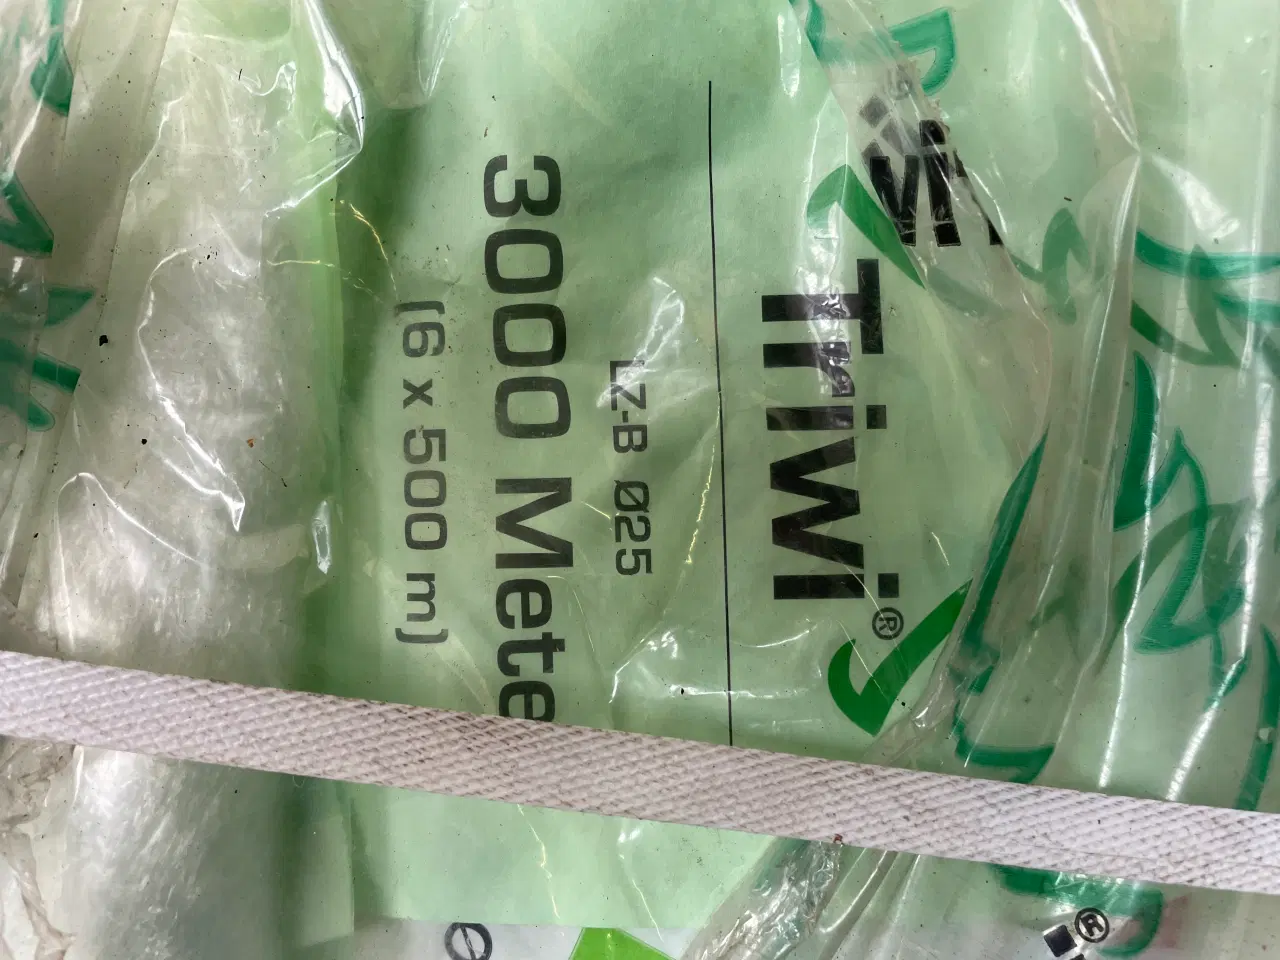 Triwi®
LZ-B Ø25
3000 Mete
(6 x 500 m)
®